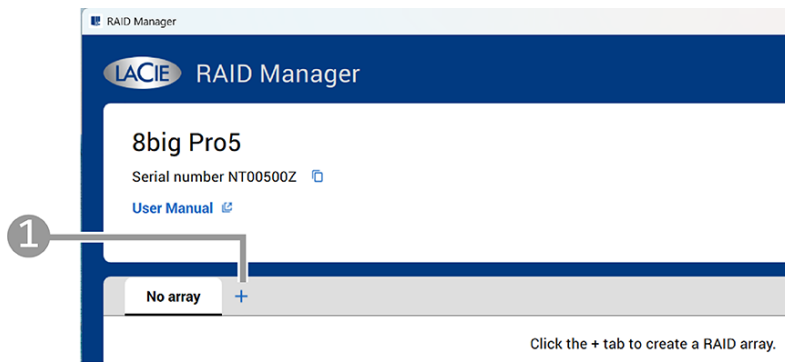 RAID Manager
LACIE RAID Manager
8big Pro5
Serial number NT00500Z
User Manual
1
No array +
Click the + tab to create a RAID array.